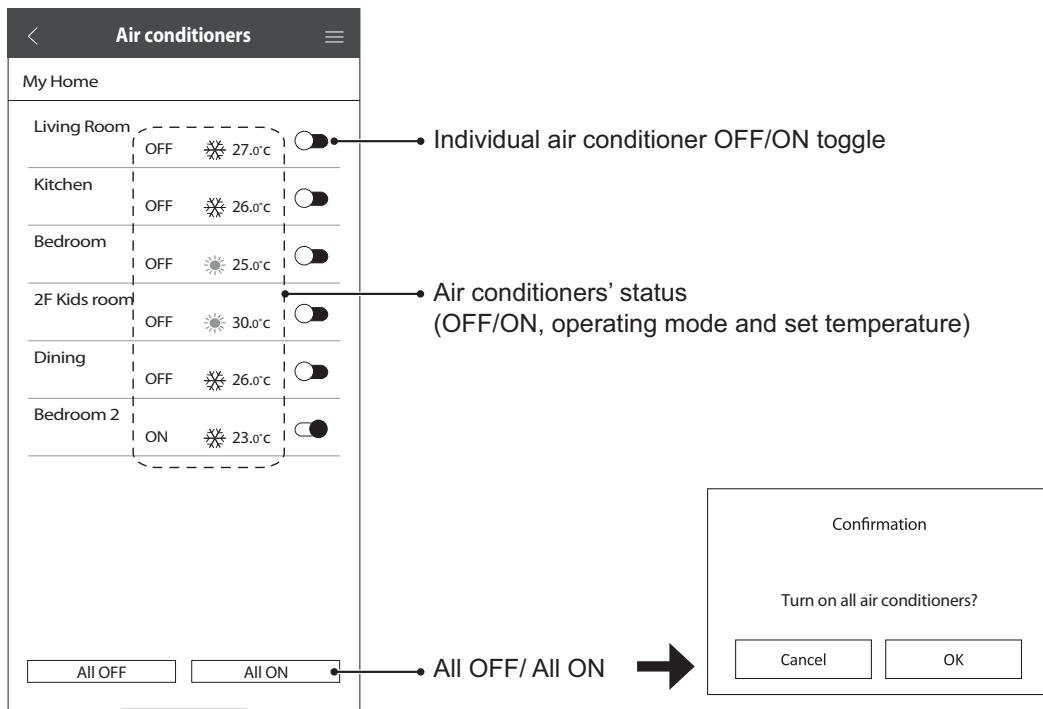 Air conditioners
My Home
Living Room
OFF 27.0°C
Individual air conditioner OFF/ON toggle
Kitchen
OFF 26.0°C
Bedroom
OFF 25.0°C
Air conditioners' status
(OFF/ON, operating mode and set temperature)
2F Kids room
OFF 30.0°C
Dining
OFF 26.0°C
Bedroom 2
ON 23.0°C
All OFF
All ON
All OFF/ All ON
Confirmation
Turn on all air conditioners?
Cancel
OK